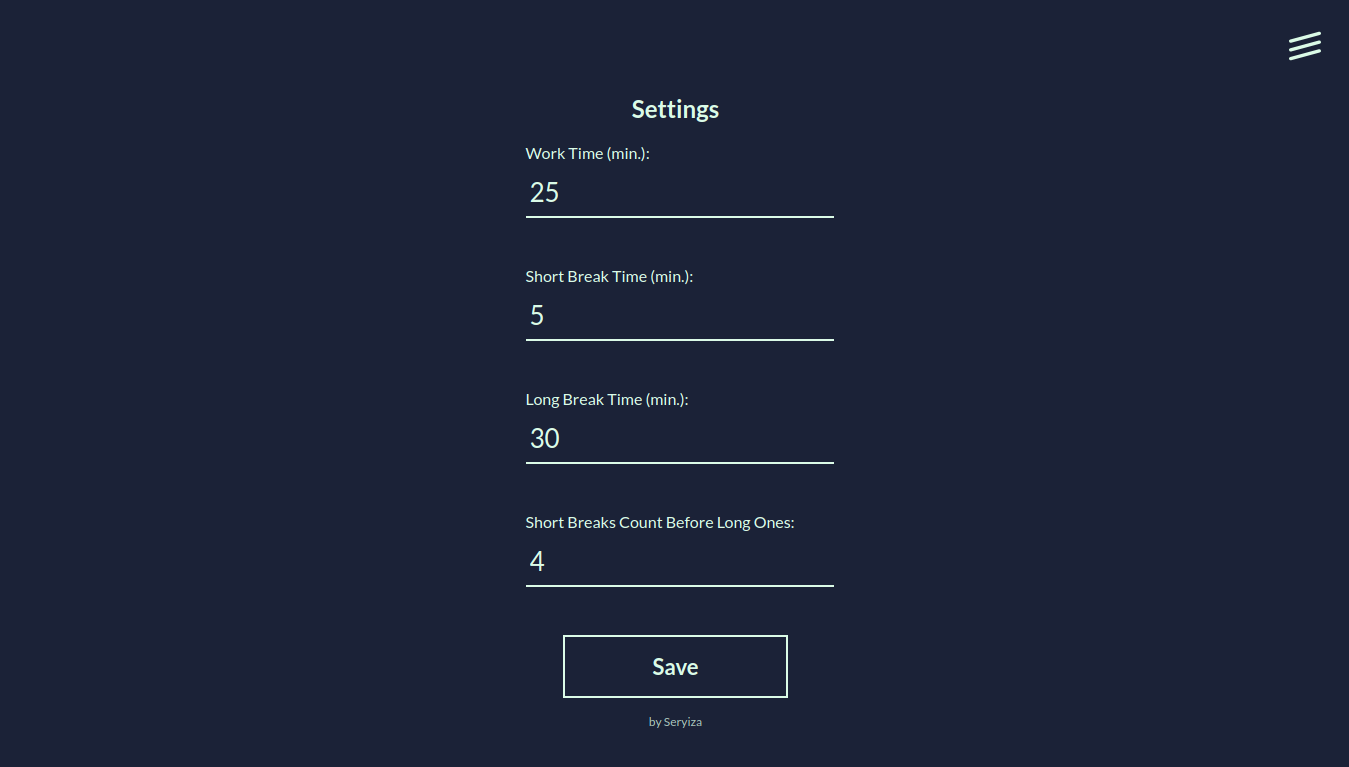 Settings
Work Time (min.):
25
Short Break Time (min.):
5
Long Break Time (min.):
30
Short Breaks Count Before Long Ones:
4
Save
by Seryiza